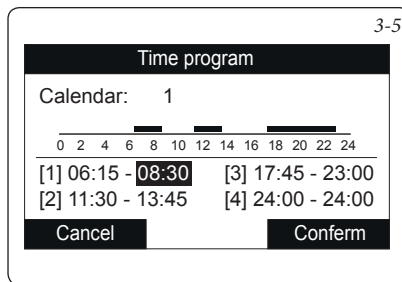 3-5
Time program
Calendar: 1
0 2 4 6 8 10 12 14 16 18 20 22 24
[1] 06:15 - 08:30 [3] 17:45 - 23:00
[2] 11:30 - 13:45 [4] 24:00 - 24:00
Cancel Conferm